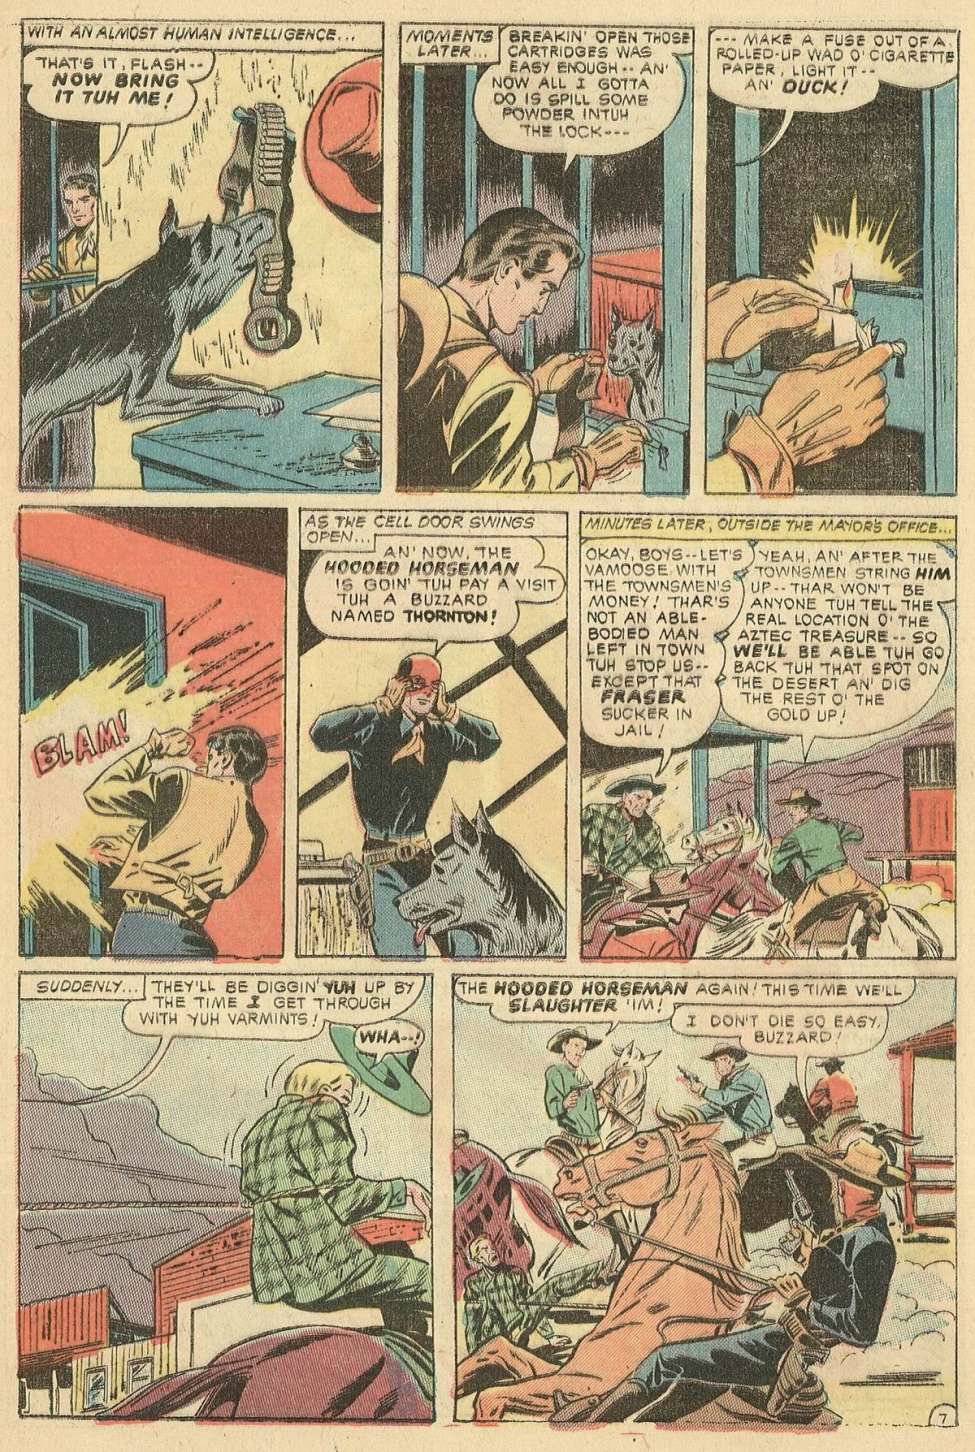 WITH AN ALMOST HUMAN INTELLIGENCE...
THAT'S IT, FLASH--
NOW BRING
IT TUH ME!
MOMENTS
LATER...
BREAKIN' OPEN THOSE
CARTRIDGES WAS
EASY ENOUGH-- AN'
NOW ALL I GOTTA
DO IS SPILL SOME
POWDER INTUH
THE LOCK---
--- MAKE A FUSE OUT OF A
ROLLED-UP WAD O' CIGARETTE
PAPER, LIGHT IT--
AN' DUCK!
BLAM!
AS THE CELL DOOR SWINGS
OPEN...
AN' NOW, THE
HOODED HORSEMAN
IS GOIN' TUH PAY A VISIT
TUH A BUZZARD
NAMED THORNTON!
MINUTES LATER, OUTSIDE THE MAYOR'S OFFICE...
OKAY, BOYS--LET'S
VAMOOSE WITH
THE TOWNSMEN'S
MONEY! THAR'S
NOT AN ABLE-
BODIED MAN
LEFT IN TOWN
TUH STOP US--
EXCEPT THAT
FRASER
SUCKER IN
JAIL!
YEAH, AN' AFTER THE
TOWNSMEN STRING HIM
UP-- THAR WON'T BE
ANYONE TUH TELL THE
REAL LOCATION O' THE
AZTEC TREASURE-- SO
WE'LL BE ABLE TUH GO
BACK TUH THAT SPOT ON
THE DESERT AN' DIG
THE REST O' THE
GOLD UP!
SUDDENLY...
THEY'LL BE DIGGIN' YUH UP BY
THE TIME I GET THROUGH
WITH YUH VARMINTS!
WHA--!
THE HOODED HORSEMAN AGAIN! THIS TIME WE'LL
SLAUGHTER 'IM!
I DON'T DIE SO EASY,
BUZZARD!
7